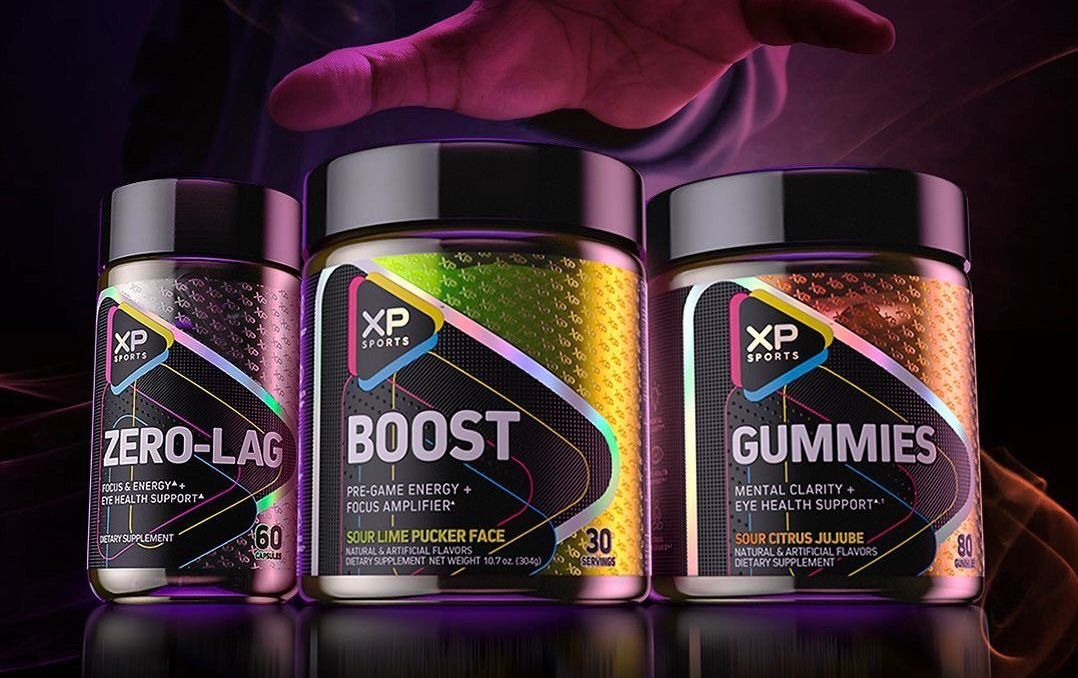 XP
SPORTS
ZERO-LAG
FOCUS & ENERGY▲ +
EYE HEALTH SUPPORT▲
DIETARY SUPPLEMENT
60
CAPSULES
XP
SPORTS
BOOST
PRE-GAME ENERGY +
FOCUS AMPLIFIER*
SOUR LIME PUCKER FACE
NATURAL & ARTIFICIAL FLAVORS
DIETARY SUPPLEMENT NET WEIGHT 10.7 oz. (304g)
30
SERVINGS
XP
SPORTS
GUMMIES
MENTAL CLARITY +
EYE HEALTH SUPPORT▲,1
SOUR CITRUS JUJUBE
NATURAL & ARTIFICIAL FLAVORS
DIETARY SUPPLEMENT
80
GUMMIES